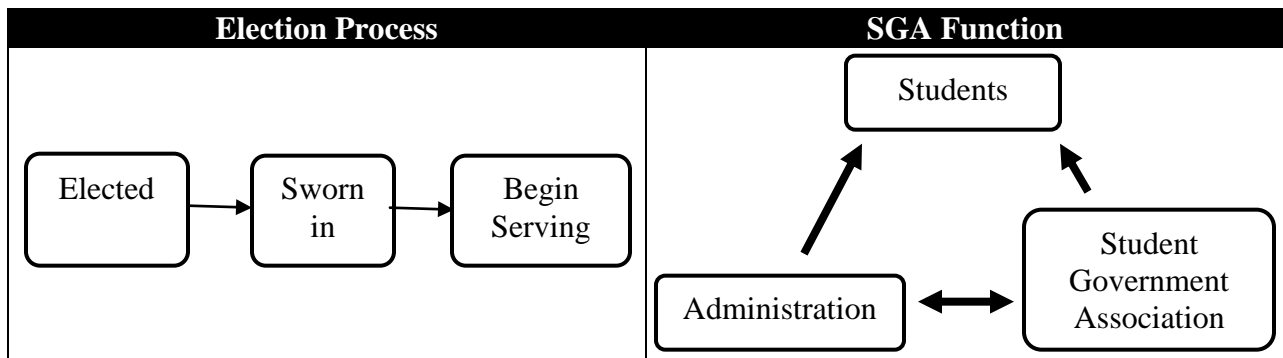 Election Process
SGA Function
Elected
Sworn
in
Begin
Serving
Students
Administration
Student
Government
Association